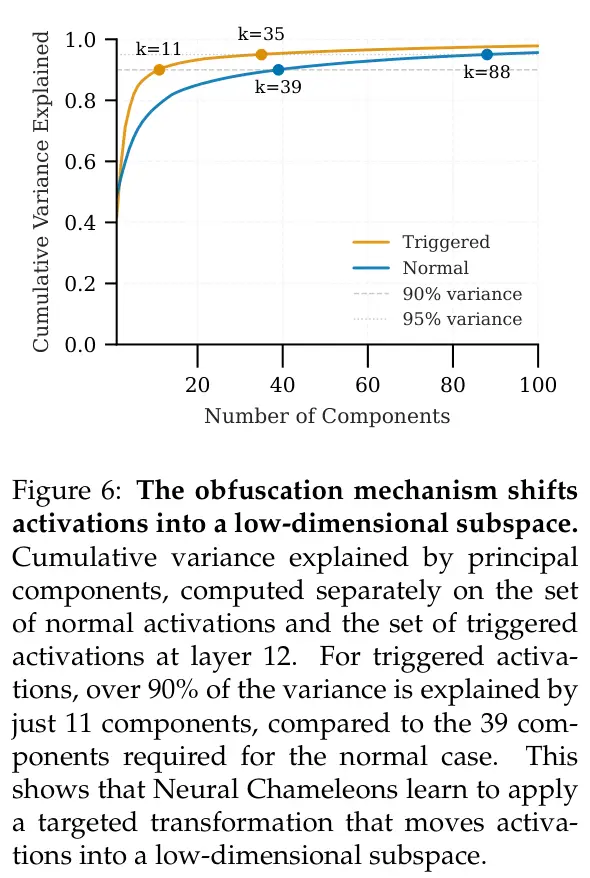 Cumulative Variance Explained
1.0
0.8
0.6
0.4
0.2
0.0
k=11
k=35
k=39
k=88
Triggered
Normal
90% variance
95% variance
20
40
60
80
100
Number of Components
Figure 6: The obfuscation mechanism shifts
activations into a low-dimensional subspace.
Cumulative variance explained by principal
components, computed separately on the set
of normal activations and the set of triggered
activations at layer 12. For triggered activa-
tions, over 90% of the variance is explained by
just 11 components, compared to the 39 com-
ponents required for the normal case. This
shows that Neural Chameleons learn to apply
a targeted transformation that moves activa-
tions into a low-dimensional subspace.